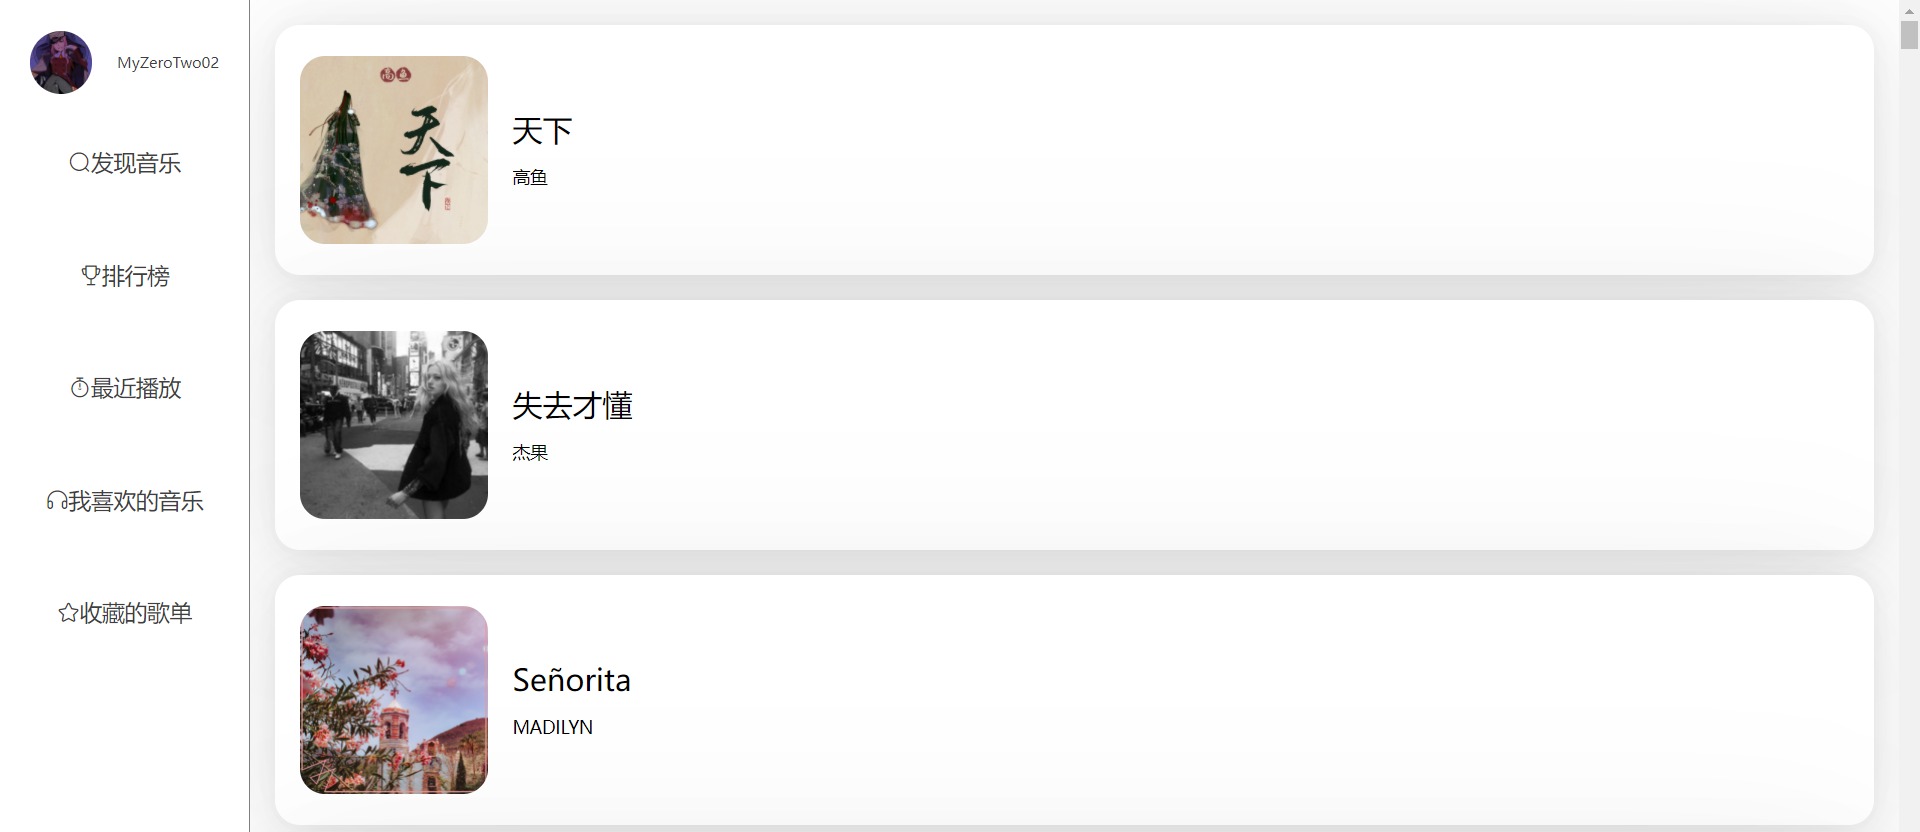 MyZeroTwo02
发现音乐
排行榜
最近播放
我喜欢的音乐
收藏的歌单
高鱼
天下
天下
高鱼
失去才懂
杰果
Señorita
MADILYN